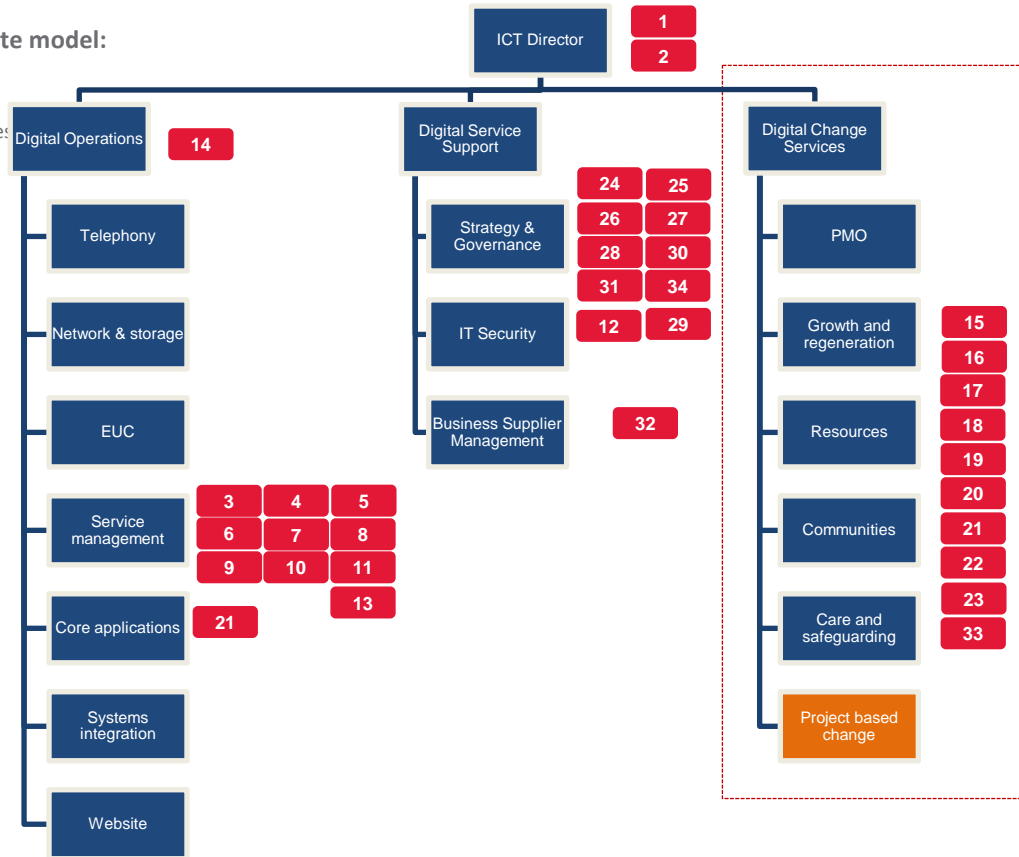 te model:
ICT Director
1
2
es
Digital Operations
14
Digital Service
Support
Digital Change
Services
Telephony
Network & storage
EUC
Service
management
3 4 5
6 7 8
9 10 11
13
Core applications
21
Systems
integration
Website
24 25
26 27
28 30
31 34
Strategy &
Governance
IT Security
12 29
Business Supplier
Management
32
PMO
Growth and
regeneration
Resources
Communities
Care and
safeguarding
Project based
change
15
16
17
18
19
20
21
22
23
33